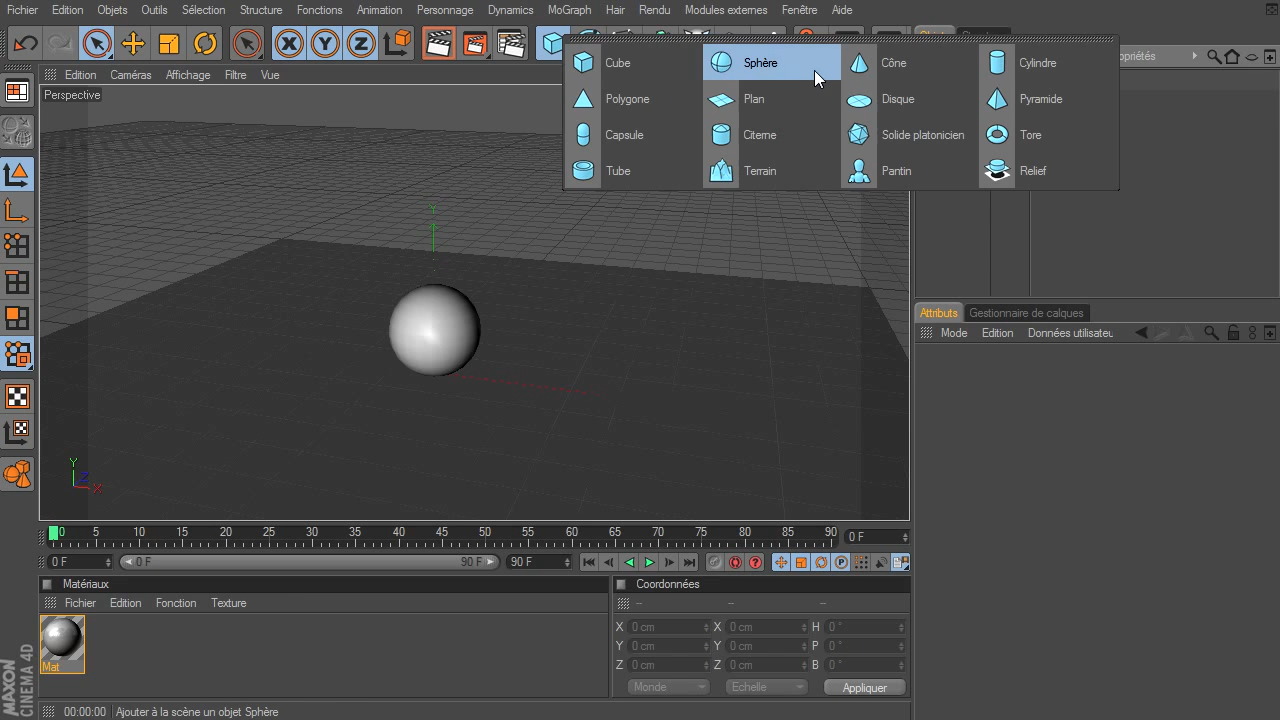 Fichier Edition Objets Outils Sélection Structure Fonctions Animation Personnage Dynamics MoGraph Hair Rendu Modules externes Fenêtre Aide
X Y Z
Edition Caméras Affichage Filtre Vue
Perspective
Cube Sphère Cône Cylindre
Polygone Plan Disque Pyramide
Capsule Citerne Solide platonicien Tore
Tube Terrain Pantin Relief
Y
Y
Z
X
Attributs Gestionnaire de calques
Mode Edition Données utilisateu
0 5 10 15 20 25 30 35 40 45 50 55 60 65 70 75 80 85 90 0 F
0 F 0 F 90 F 90 F
Matériaux
Fichier Edition Fonction Texture
Mat
Coordonnées
-- -- --
X 0 cm X 0 cm H 0 °
Y 0 cm Y 0 cm P 0 °
Z 0 cm Z 0 cm B 0 °
Monde Echelle Appliquer
MAXON
CINEMA 4D
00:00:00 Ajouter à la scène un objet Sphère